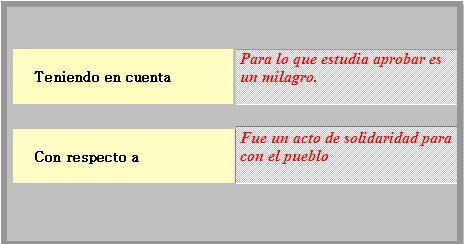 Teniendo en cuenta
Para lo que estudia aprobar es
un milagro.
Con respecto a
Fue un acto de solidaridad para
con el pueblo